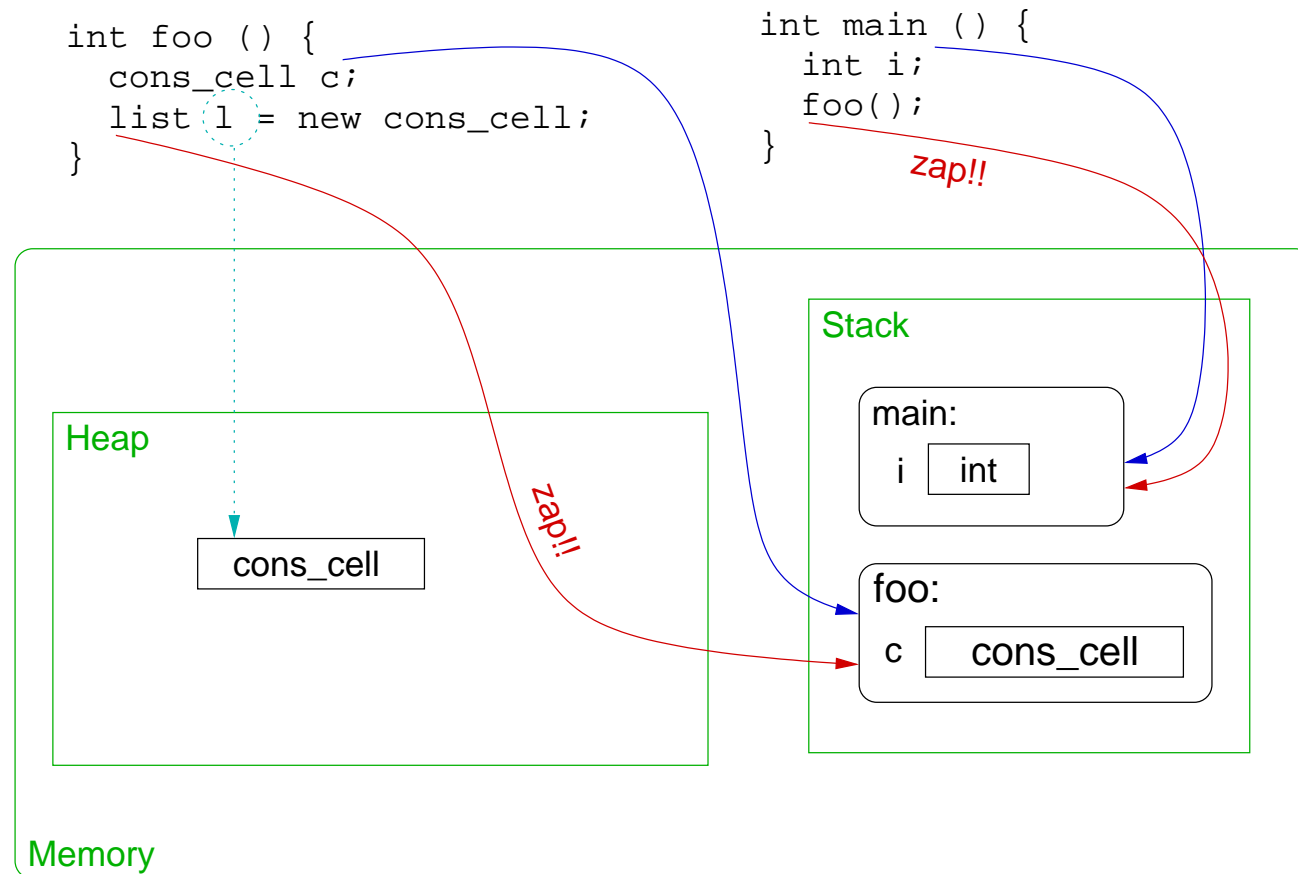 int foo () {
  cons_cell c;
  list l = new cons_cell;
}
int main () {
  int i;
  foo();
}
zap!!
Stack
main:
i int
Heap
zap!!
cons_cell
foo:
c cons_cell
Memory